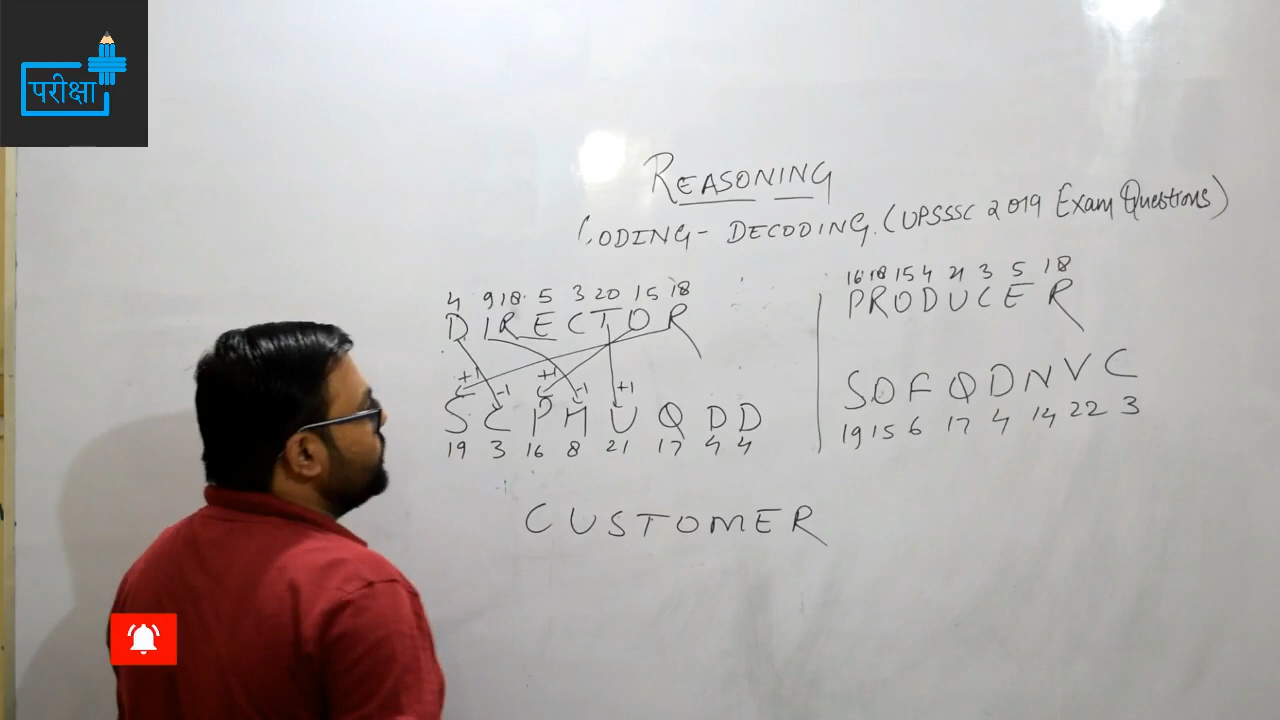 परीक्षा
REASONING
CODING - DECODING. (UPSSSC 2019 Exam Questions)
4 9 18 5 3 20 15 18
DIRECTOR
+1 -1 +1 -1 +1
S C P H U Q D D
19 3 16 8 21 17 4 4
16 18 15 4 21 3 5 18
PRODUCER
S O F Q D N V C
19 15 6 17 4 14 22 3
CUSTOMER